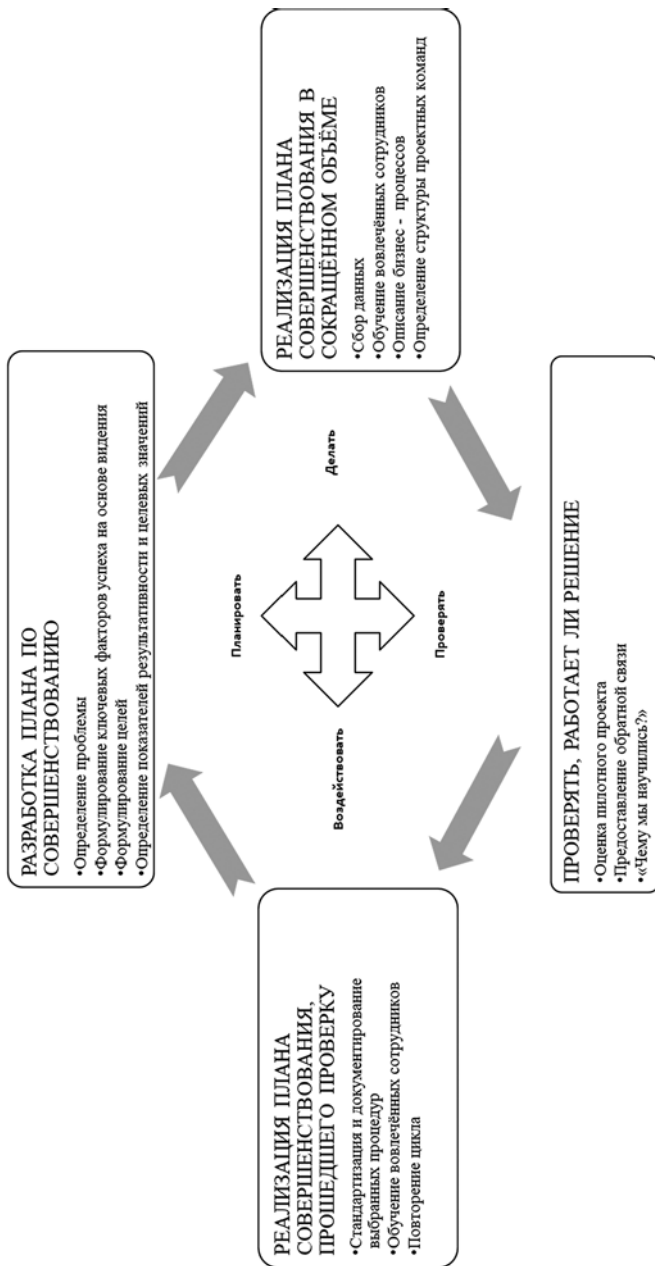 РАЗРАБОТКА ПЛАНА ПО
СОВЕРШЕНСТВОВАНИЮ
•Определение проблемы
•Формулирование ключевых факторов успеха на основе видения
•Формулирование целей
•Определение показателей результативности и целевых значений
РЕАЛИЗАЦИЯ ПЛАНА
СОВЕРШЕНСТВОВАНИЯ В
СОКРАЩЁННОМ ОБЪЁМЕ
•Сбор данных
•Обучение вовлечённых сотрудников
•Описание бизнес - процессов
•Определение структуры проектных команд
ПРОВЕРЯТЬ, РАБОТАЕТ ЛИ РЕШЕНИЕ
•Оценка пилотного проекта
•Предоставление обратной связи
•«Чему мы научились?»
РЕАЛИЗАЦИЯ ПЛАНА
СОВЕРШЕНСТВОВАНИЯ,
ПРОШЕДШЕГО ПРОВЕРКУ
•Стандартизация и документирование
выбранных процедур
•Обучение вовлечённых сотрудников
•Повторение цикла
Планировать
Делать
Проверять
Воздействовать